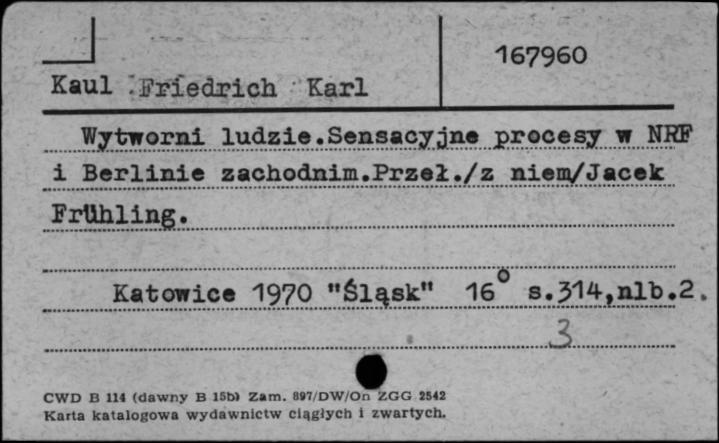 167960
Kaul Friedrich Karl
Wytworni ludzie.Sensacyjne procesy w NRF
i Berlinie zachodnim.Przeł./z niem/Jacek
Frühling.
Katowice 1970 "Śląsk" 16° s.314,nlb.2.
3
CWD B 114 (dawny B 15b) Zam. 897/DW/On ZGG 2542
Karta katalogowa wydawnictw ciągłych i zwartych.